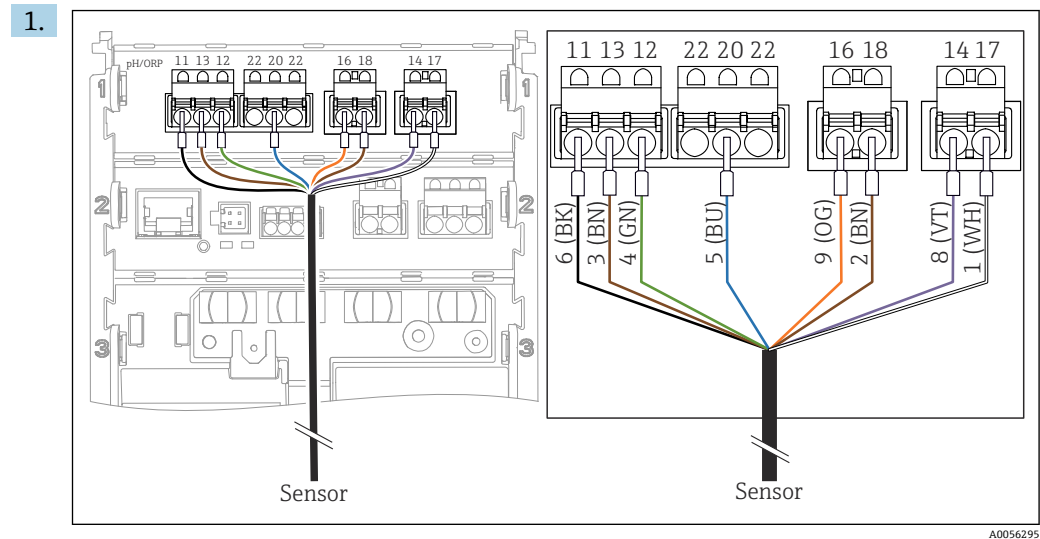 1.
pH/ORP 11 13 12 22 20 22 16 18 14 17
1 1
2 2
3 3
Sensor
11 13 12 22 20 22 16 18 14 17
6 (BK) 3 (BN) 4 (GN) 5 (BU) 9 (OG) 2 (BN) 8 (VT) 1 (WH)
Sensor
A0056295